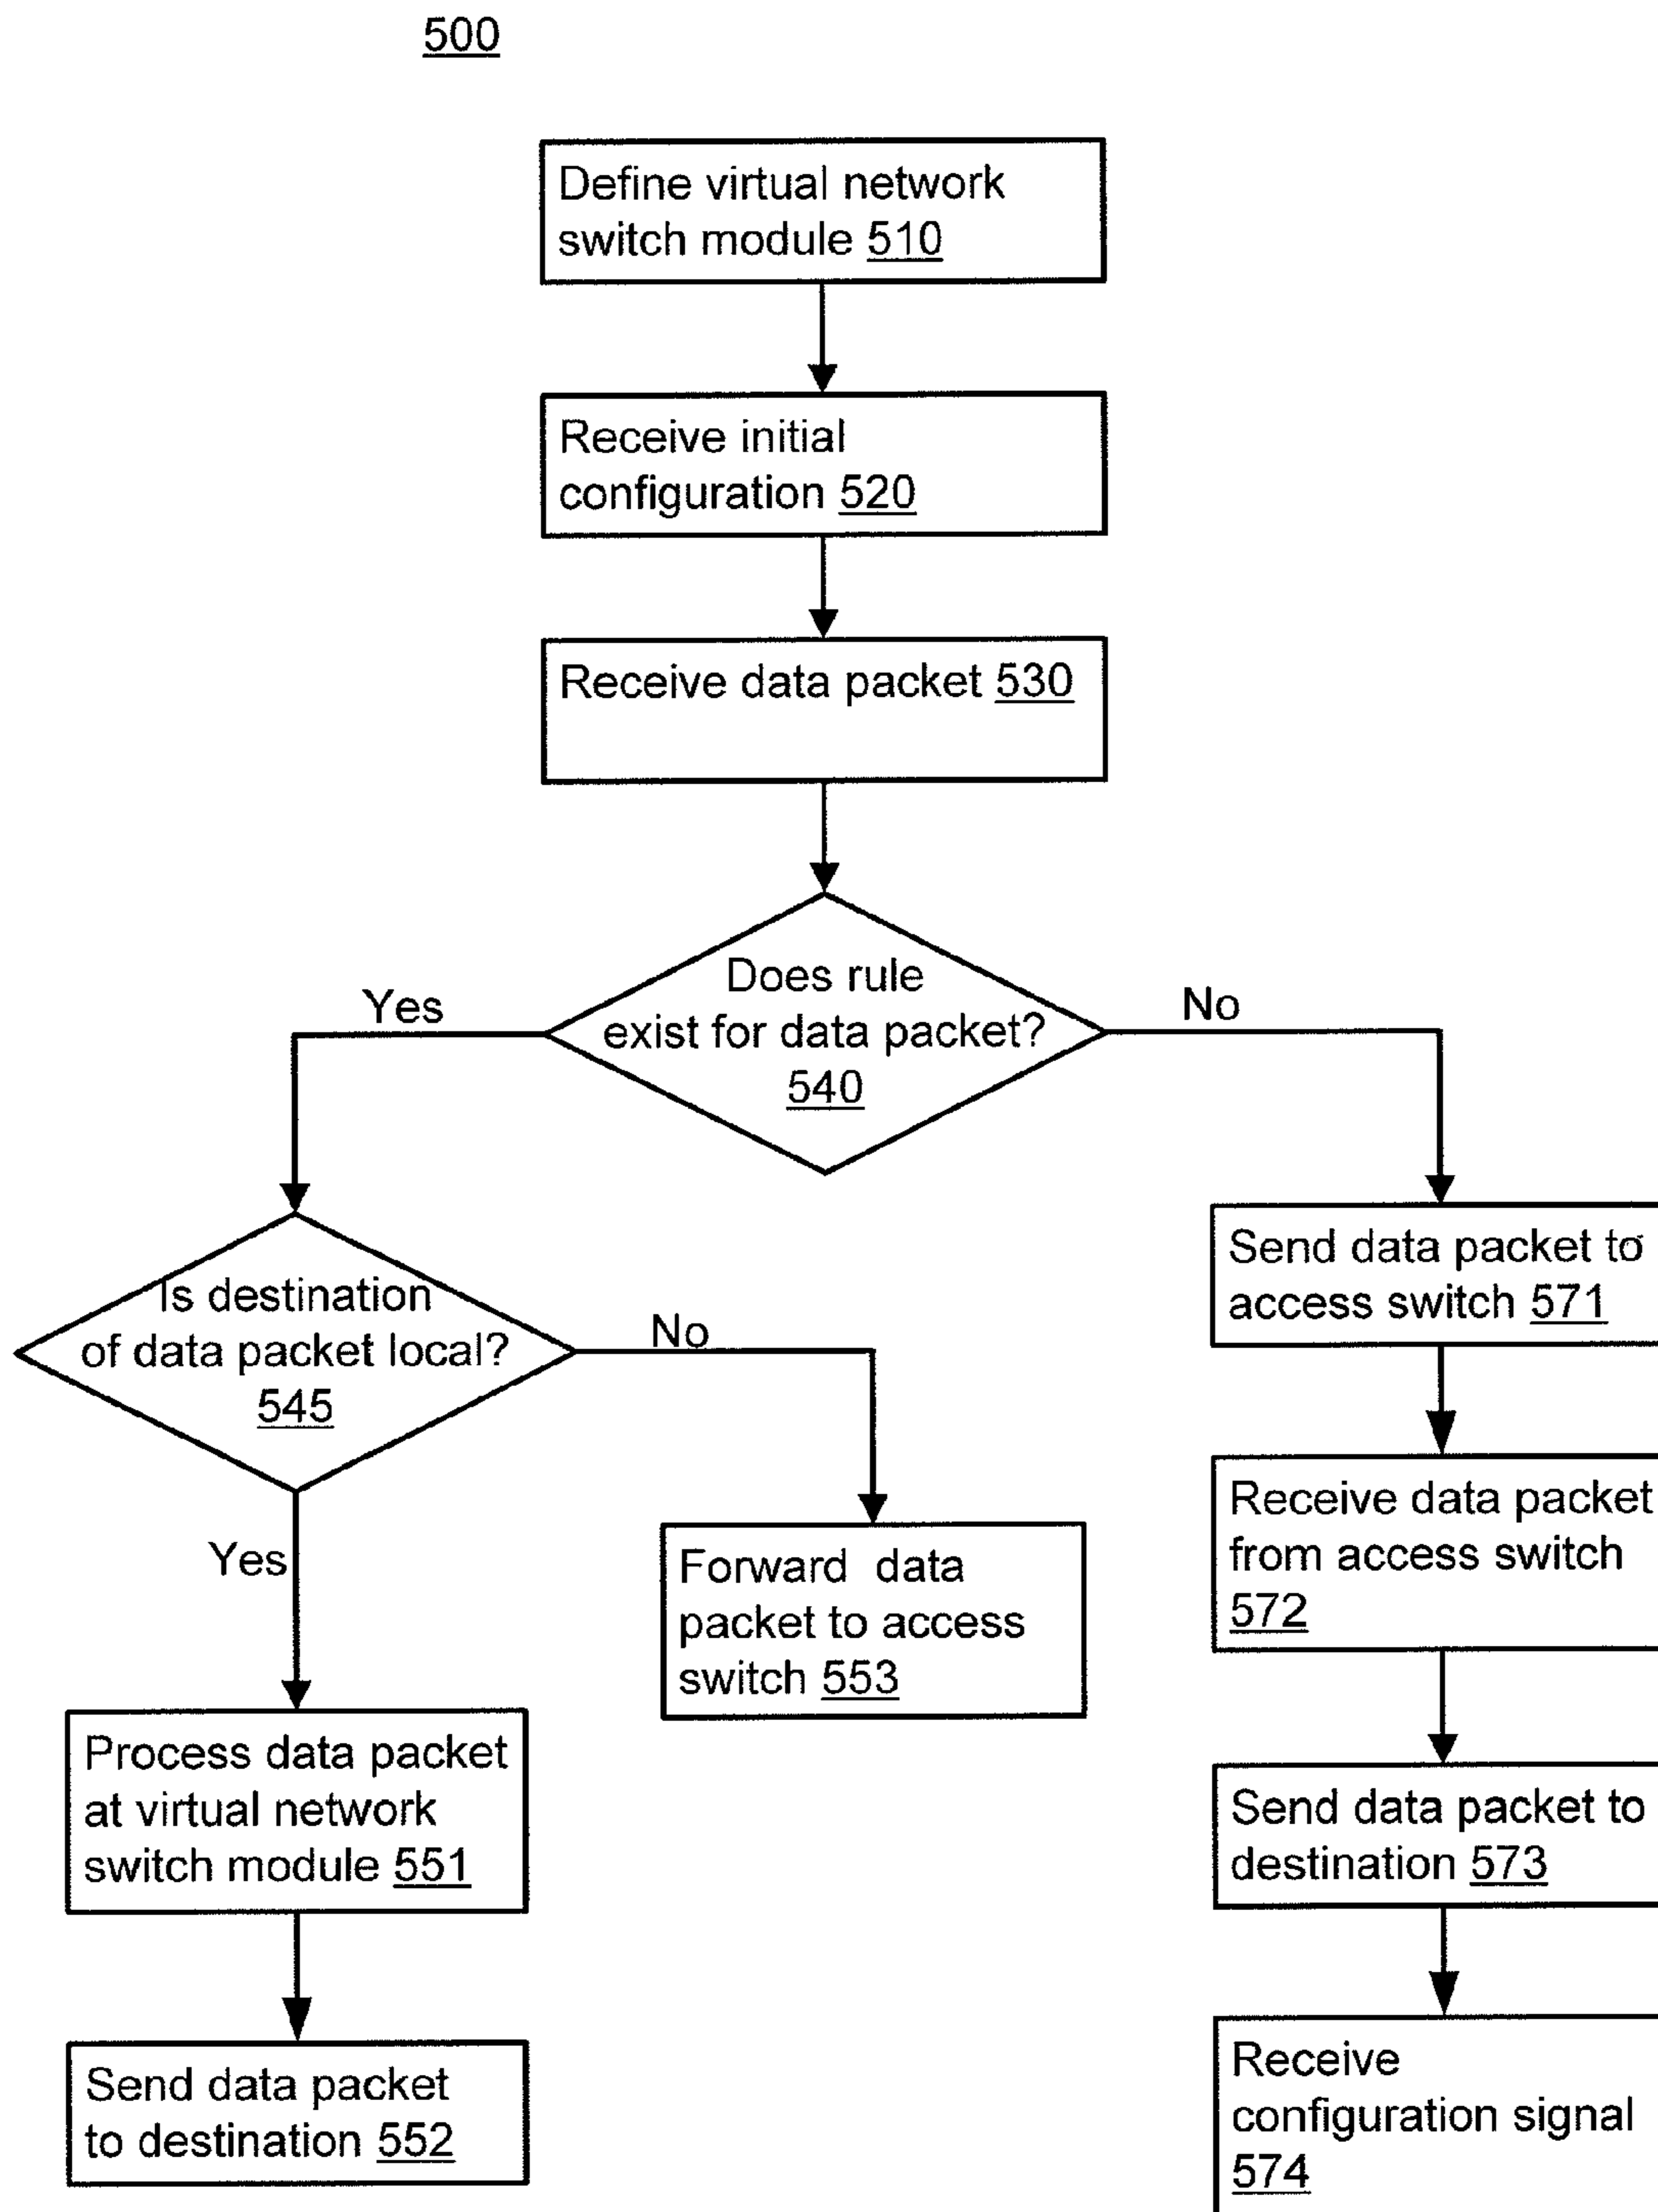 500
Define virtual network
switch module 510
Receive initial
configuration 520
Receive data packet 530
Does rule
exist for data packet?
540
Yes
No
Is destination
of data packet local?
545
No
Yes
Send data packet to
access switch 571
Receive data packet
from access switch
572
Forward data
packet to access
switch 553
Process data packet
at virtual network
switch module 551
Send data packet to
destination 573
Send data packet
to destination 552
Receive
configuration signal
574